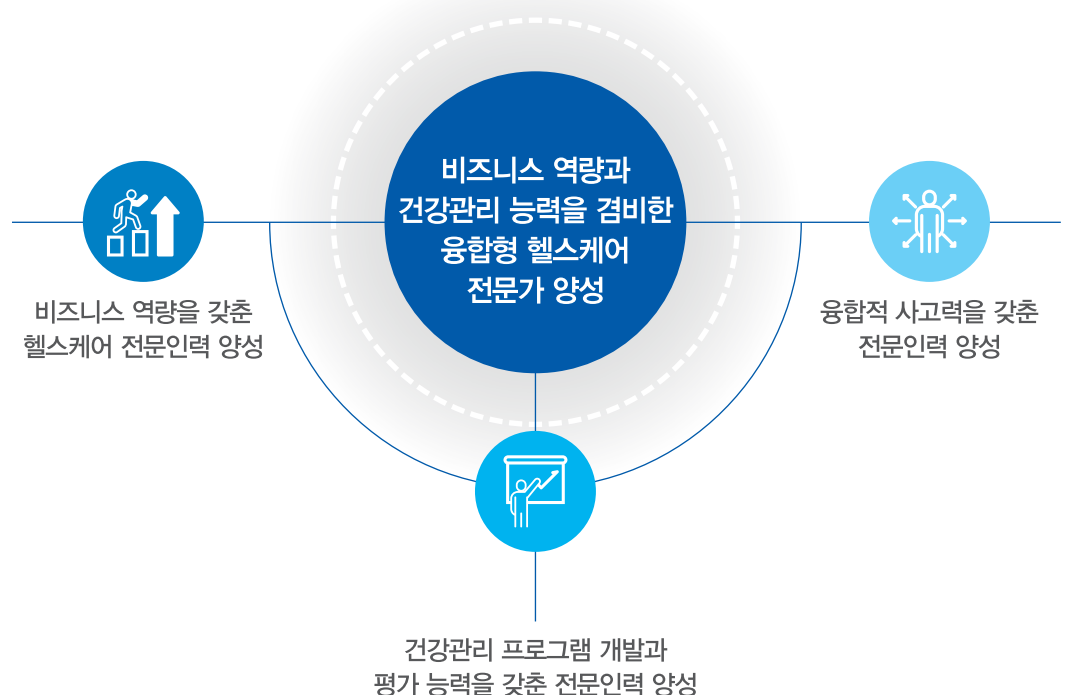 비즈니스 역량과
건강관리 능력을 겸비한
융합형 헬스케어
전문가 양성
비즈니스 역량을 갖춘
헬스케어 전문인력 양성
융합적 사고력을 갖춘
전문인력 양성
건강관리 프로그램 개발과
평가 능력을 갖춘 전문인력 양성